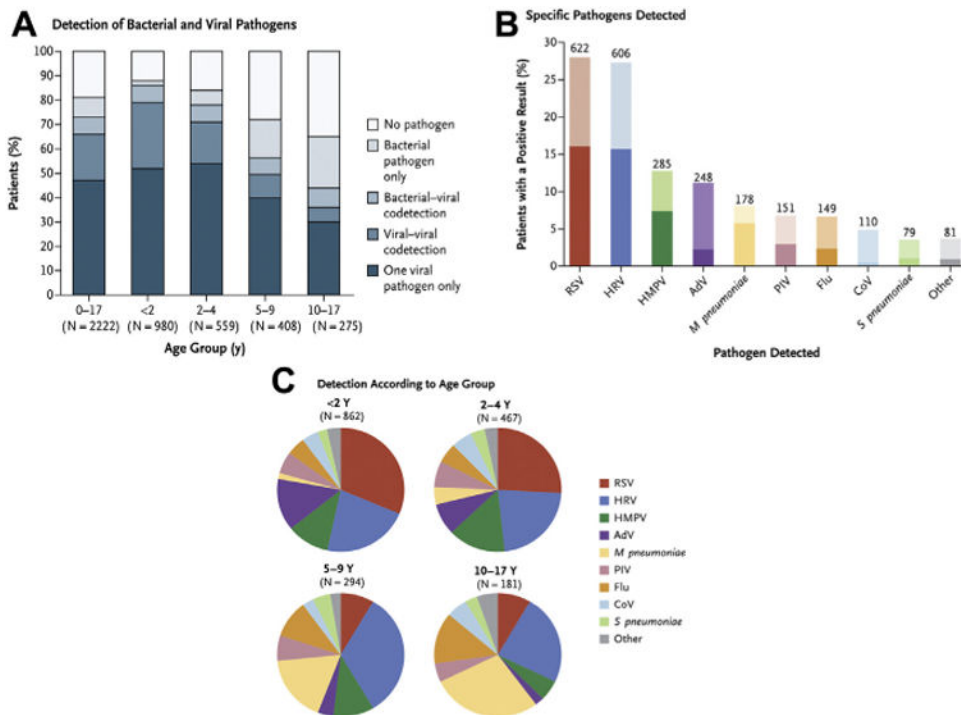 A Detection of Bacterial and Viral Pathogens
100
90
80
70
60
50
40
30
20
10
0
Patients (%)
0–17
(N = 2222)
<2
(N = 980)
2–4
(N = 559)
5–9
(N = 408)
10–17
(N = 275)
Age Group (y)
No pathogen
Bacterial
pathogen
only
Bacterial–viral
codetection
Viral–viral
codetection
One viral
pathogen only
B Specific Pathogens Detected
30
25
20
15
10
5
0
Patients with a Positive Result (%)
622
606
285
248
178
151
149
110
79
81
RSV
HRV
HMPV
AdV
M pneumoniae
PIV
Flu
CoV
S pneumoniae
Other
Pathogen Detected
C Detection According to Age Group
<2 Y
(N = 862)
2–4 Y
(N = 467)
5–9 Y
(N = 294)
10–17 Y
(N = 181)
RSV
HRV
HMPV
AdV
M pneumoniae
PIV
Flu
CoV
S pneumoniae
Other